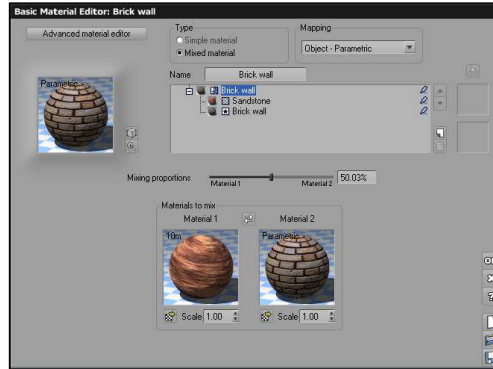 Basic Material Editor: Brick wall
Advanced material editor
Type
Simple material
Mixed material
Mapping
Object - Parametric
Parametric
Name
Brick wall
Brick wall
Sandstone
Brick wall
Mixing proportions
Material 1
Material 2
50.03%
Materials to mix
Material 1
Material 2
10m
Parametric
Scale 1.00
Scale 1.00